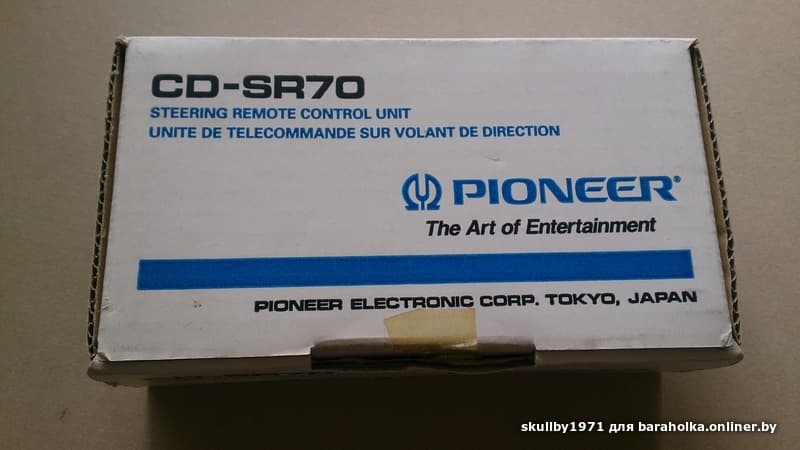 CD-SR70
STEERING REMOTE CONTROL UNIT
UNITE DE TELECOMMANDE SUR VOLANT DE DIRECTION
PIONEER®
The Art of Entertainment
PIONEER ELECTRONIC CORP. TOKYO, JAPAN
skullby1971 для baraholka.onliner.by